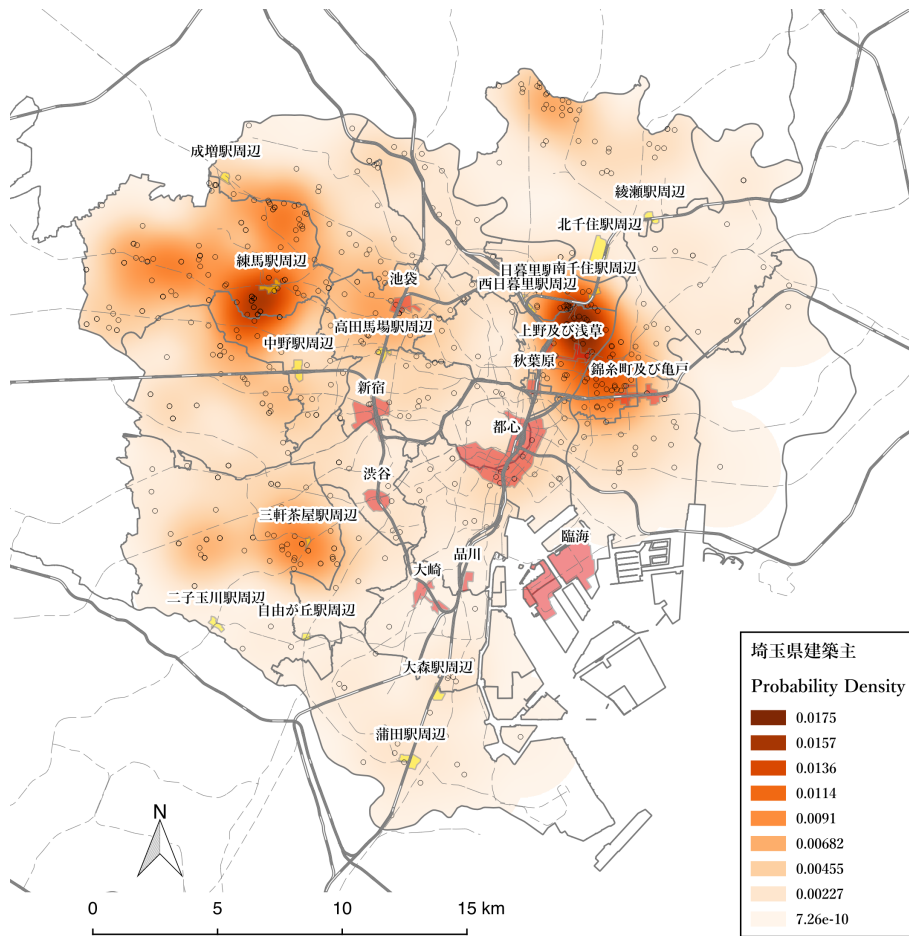 成増駅周辺
綾瀬駅周辺
北千住駅周辺
練馬駅周辺
日暮里駅
南千住駅周辺
西日暮里駅周辺
池袋
高田馬場駅周辺
上野及び浅草
中野駅周辺
秋葉原
錦糸町及び亀戸
新宿
都心
渋谷
三軒茶屋駅周辺
臨海
品川
大崎
二子玉川駅周辺
自由が丘駅周辺
大森駅周辺
蒲田駅周辺
埼玉県建築主
Probability Density
0.0175
0.0157
0.0136
0.0114
0.0091
0.00682
0.00455
0.00227
7.26e-10
N
0 5 10 15 km